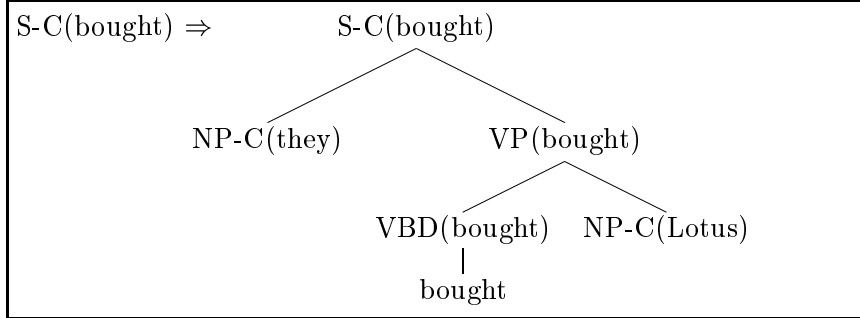 S-C(bought) ⇒ S-C(bought)
NP-C(they) VP(bought)
VBD(bought) NP-C(Lotus)
bought